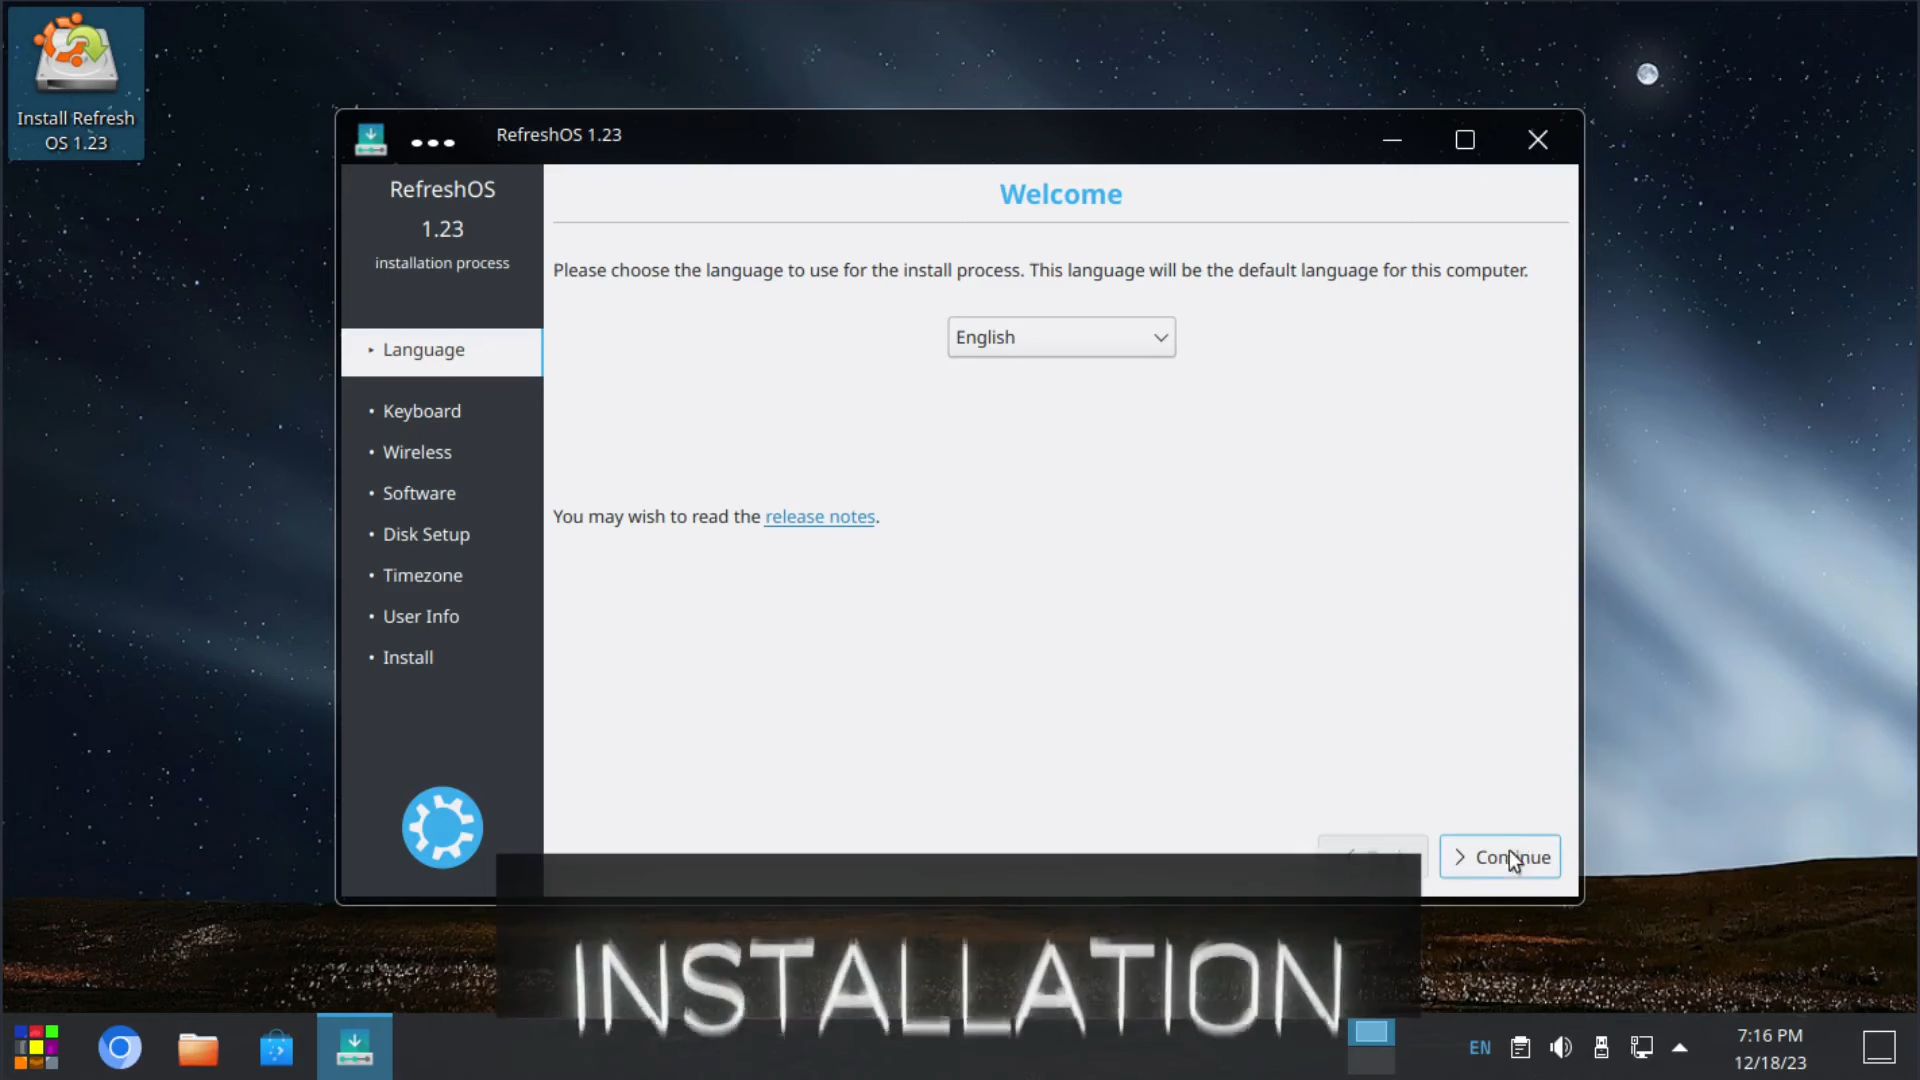 Install Refresh
OS 1.23
RefreshOS 1.23
RefreshOS
1.23
installation process
Language
Keyboard
Wireless
Software
Disk Setup
Timezone
User Info
Install
Welcome
Please choose the language to use for the install process. This language will be the default language for this computer.
English
You may wish to read the release notes.
Continue
INSTALLATION
EN
7:16 PM
12/18/23